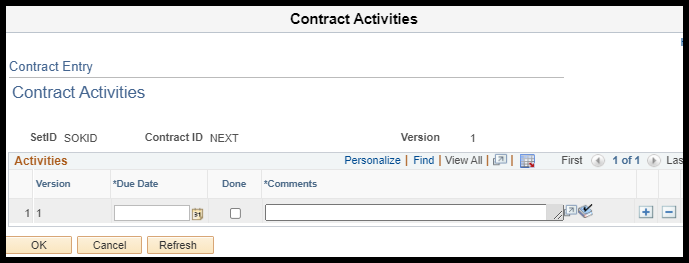 Contract Activities
Contract Entry
Contract Activities
SetID SOKID Contract ID NEXT Version 1
Activities Personalize | Find | View All | | First 1 of 1 Las
Version *Due Date Done *Comments
1 1 31
OK Cancel Refresh